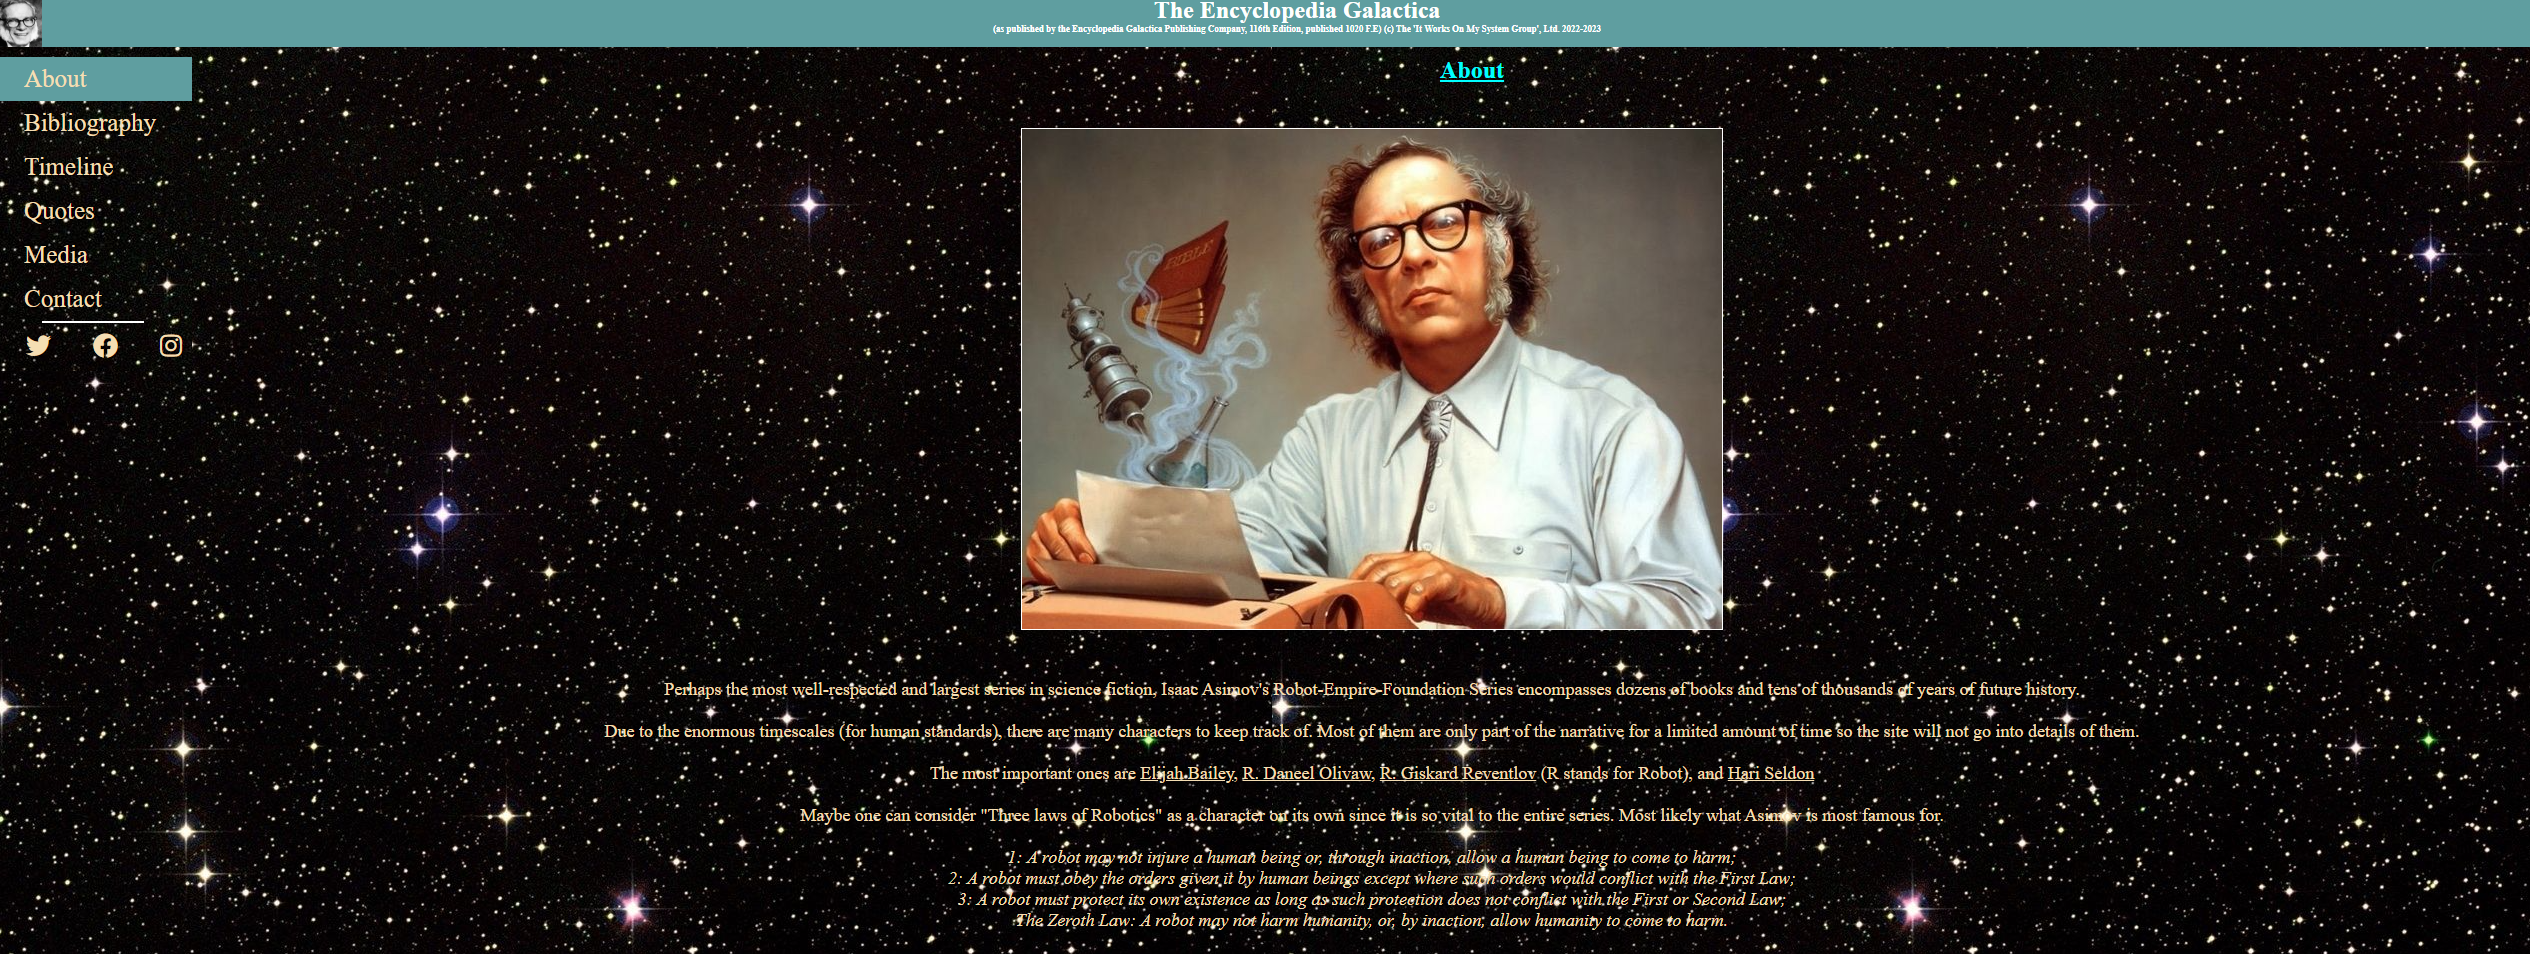 The Encyclopedia Galactica
(as published by the Encyclopedia Galactica Publishing Company, 116th Edition, published 1020 F.E) (c) The 'It Works On My System Group', Ltd. 2022-2023
About
Bibliography
Timeline
Quotes
Media
Contact
About
BIBLE
Perhaps the most well-respected and largest series in science fiction, Isaac Asimov's Robot-Empire-Foundation Series encompasses dozens of books and tens of thousands of years of future history.
Due to the enormous timescales (for human standards), there are many characters to keep track of. Most of them are only part of the narrative for a limited amount of time so the site will not go into details of them.
The most important ones are Elijah Bailey, R. Daneel Olivaw, R. Giskard Reventlov (R stands for Robot), and Hari Seldon
Maybe one can consider "Three laws of Robotics" as a character on its own since it is so vital to the entire series. Most likely what Asimov is most famous for.
1: A robot may not injure a human being or, through inaction, allow a human being to come to harm;
2: A robot must obey the orders given it by human beings except where such orders would conflict with the First Law;
3: A robot must protect its own existence as long as such protection does not conflict with the First or Second Law;
The Zeroth Law: A robot may not harm humanity, or, by inaction, allow humanity to come to harm.